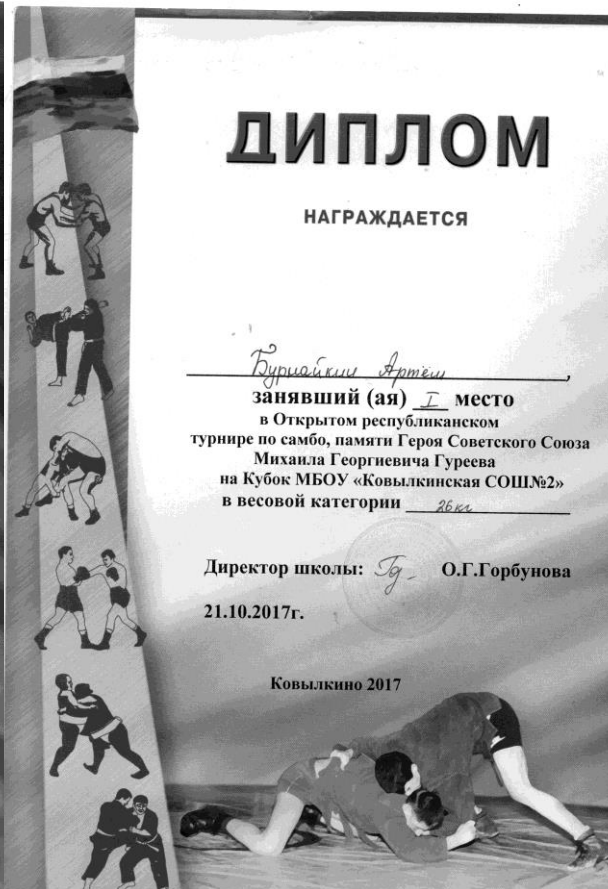 ДИПЛОМ
НАГРАЖДАЕТСЯ
Артём,
занявший (ая) I место
в Открытом республиканском
турнире по самбо, памяти Героя Советского Союза
Михаила Георгиевича Гуреева
на Кубок МБОУ «Ковылкинская СОШ№2»
в весовой категории 26кг
Директор школы: О.Г.Горбунова
21.10.2017г.
Ковылкино 2017